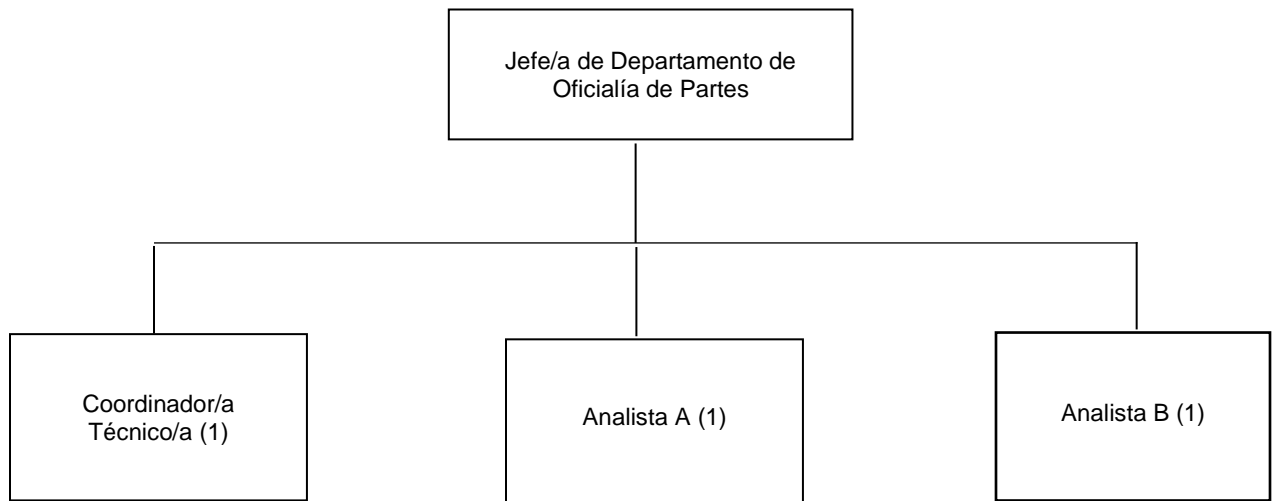 Jefe/a de Departamento de
Oficialía de Partes
Coordinador/a
Técnico/a (1)
Analista A (1)
Analista B (1)